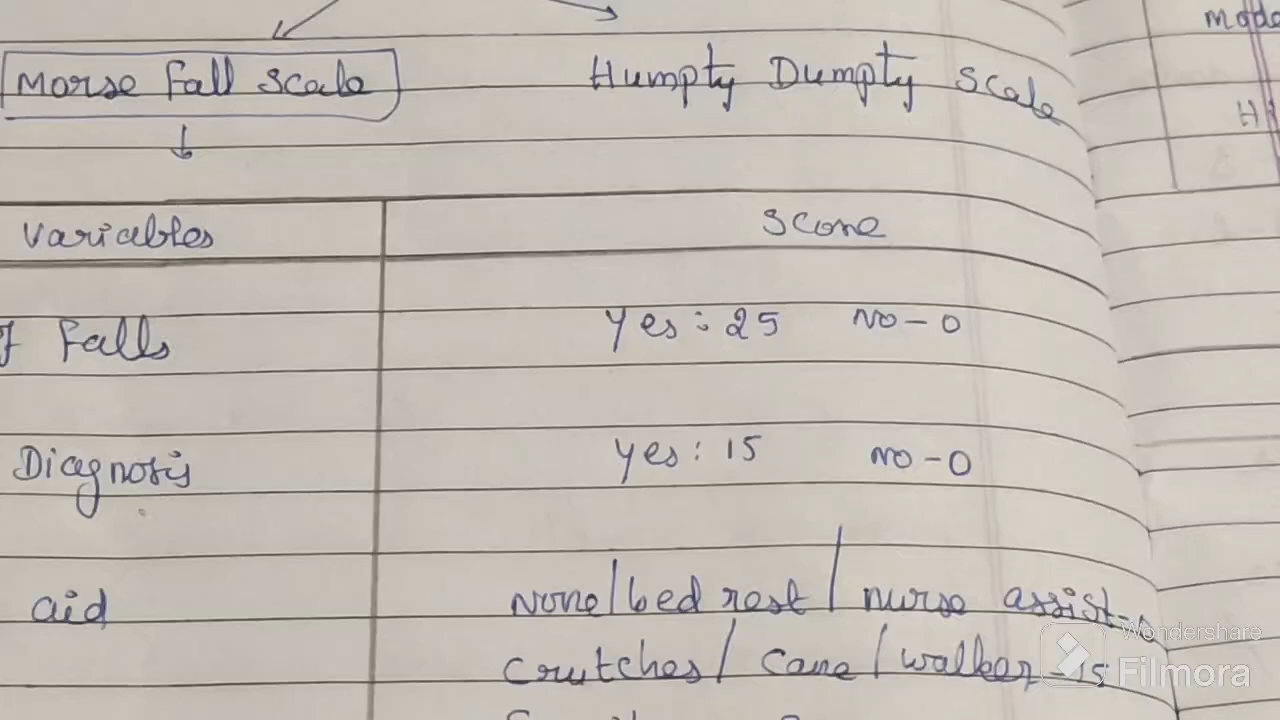 Morse Fall Scale
Humpty Dumpty Scale
Variables
Score
Falls
Yes: 25 No - 0
Diagnosis
Yes: 15 No - 0
aid
None/bed rest/nurse assist-0
Crutches/cane/walker-15
Wondershare
Filmora